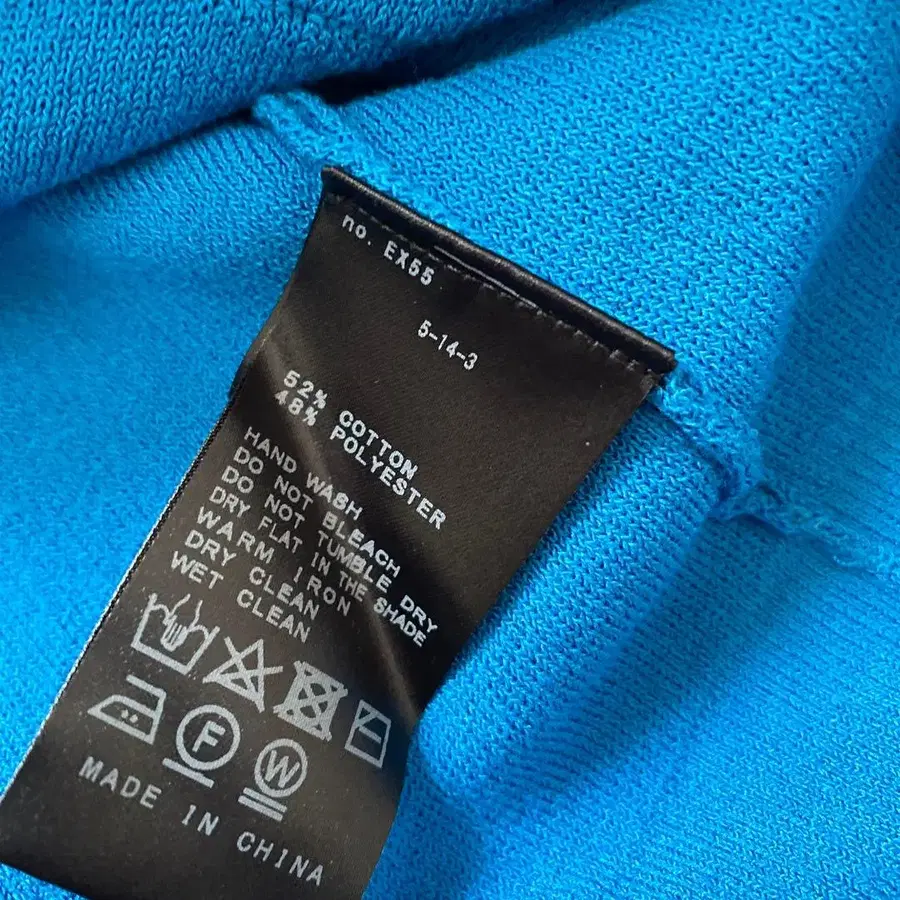 no. EX55
5-14-3
52% COTTON
48% POLYESTER
HAND WASH
DO NOT BLEACH
DO NOT TUMBLE DRY
DRY FLAT IN THE SHADE
WARM IRON
DRY CLEAN
WET CLEAN
F
W
MADE IN CHINA